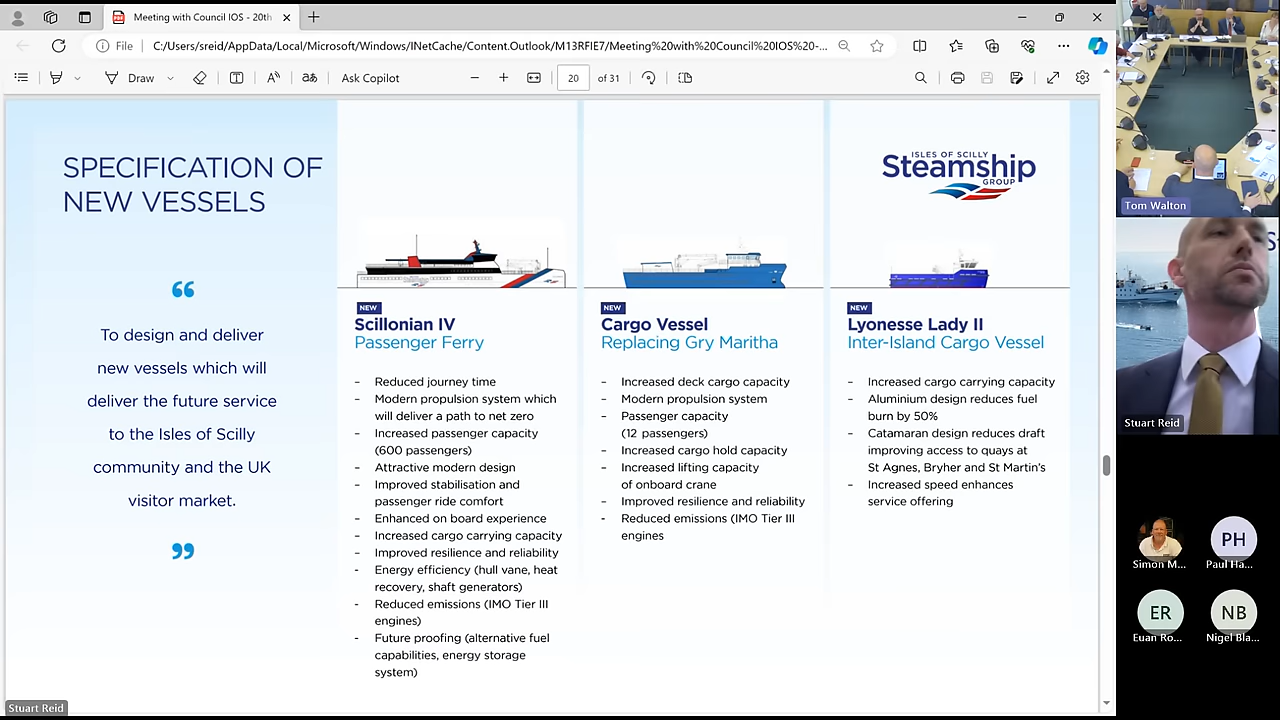 Meeting with Council IOS - 20th
File
C:/Users/sreid/AppData/Local/Microsoft/Windows/INetCache/Content.Outlook/M13RFIE7/Meeting%20with%20Council%20IOS%20-...
Draw
aあ
Ask Copilot
20 of 31
SPECIFICATION OF
NEW VESSELS
“
To design and deliver
new vessels which will
deliver the future service
to the Isles of Scilly
community and the UK
visitor market.
”
ISLES OF SCILLY
Steamship
GROUP
NEW
Scillonian IV
Passenger Ferry
- Reduced journey time
- Modern propulsion system which
will deliver a path to net zero
- Increased passenger capacity
(600 passengers)
- Attractive modern design
- Improved stabilisation and
passenger ride comfort
- Enhanced on board experience
- Increased cargo carrying capacity
- Improved resilience and reliability
- Energy efficiency (hull vane, heat
recovery, shaft generators)
- Reduced emissions (IMO Tier III
engines)
- Future proofing (alternative fuel
capabilities, energy storage
system)
NEW
Cargo Vessel
Replacing Gry Maritha
- Increased deck cargo capacity
- Modern propulsion system
- Passenger capacity
(12 passengers)
- Increased cargo hold capacity
- Increased lifting capacity
of onboard crane
- Improved resilience and reliability
- Reduced emissions (IMO Tier III
engines
NEW
Lyonesse Lady II
Inter-Island Cargo Vessel
- Increased cargo carrying capacity
- Aluminium design reduces fuel
burn by 50%
- Catamaran design reduces draft
improving access to quays at
St Agnes, Bryher and St Martin's
- Increased speed enhances
service offering
Stuart Reid
Tom Walton
Stuart Reid
Simon M...
PH
Paul Ha...
ER
Euan Ro...
NB
Nigel Bla...